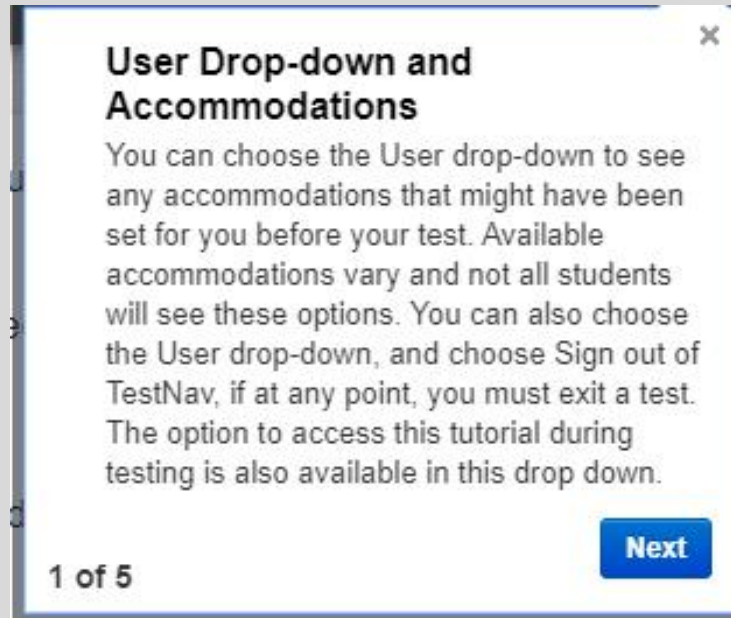 ×
User Drop-down and
Accommodations
You can choose the User drop-down to see
any accommodations that might have been
set for you before your test. Available
accommodations vary and not all students
will see these options. You can also choose
the User drop-down, and choose Sign out of
TestNav, if at any point, you must exit a test.
The option to access this tutorial during
testing is also available in this drop down.
Next
1 of 5